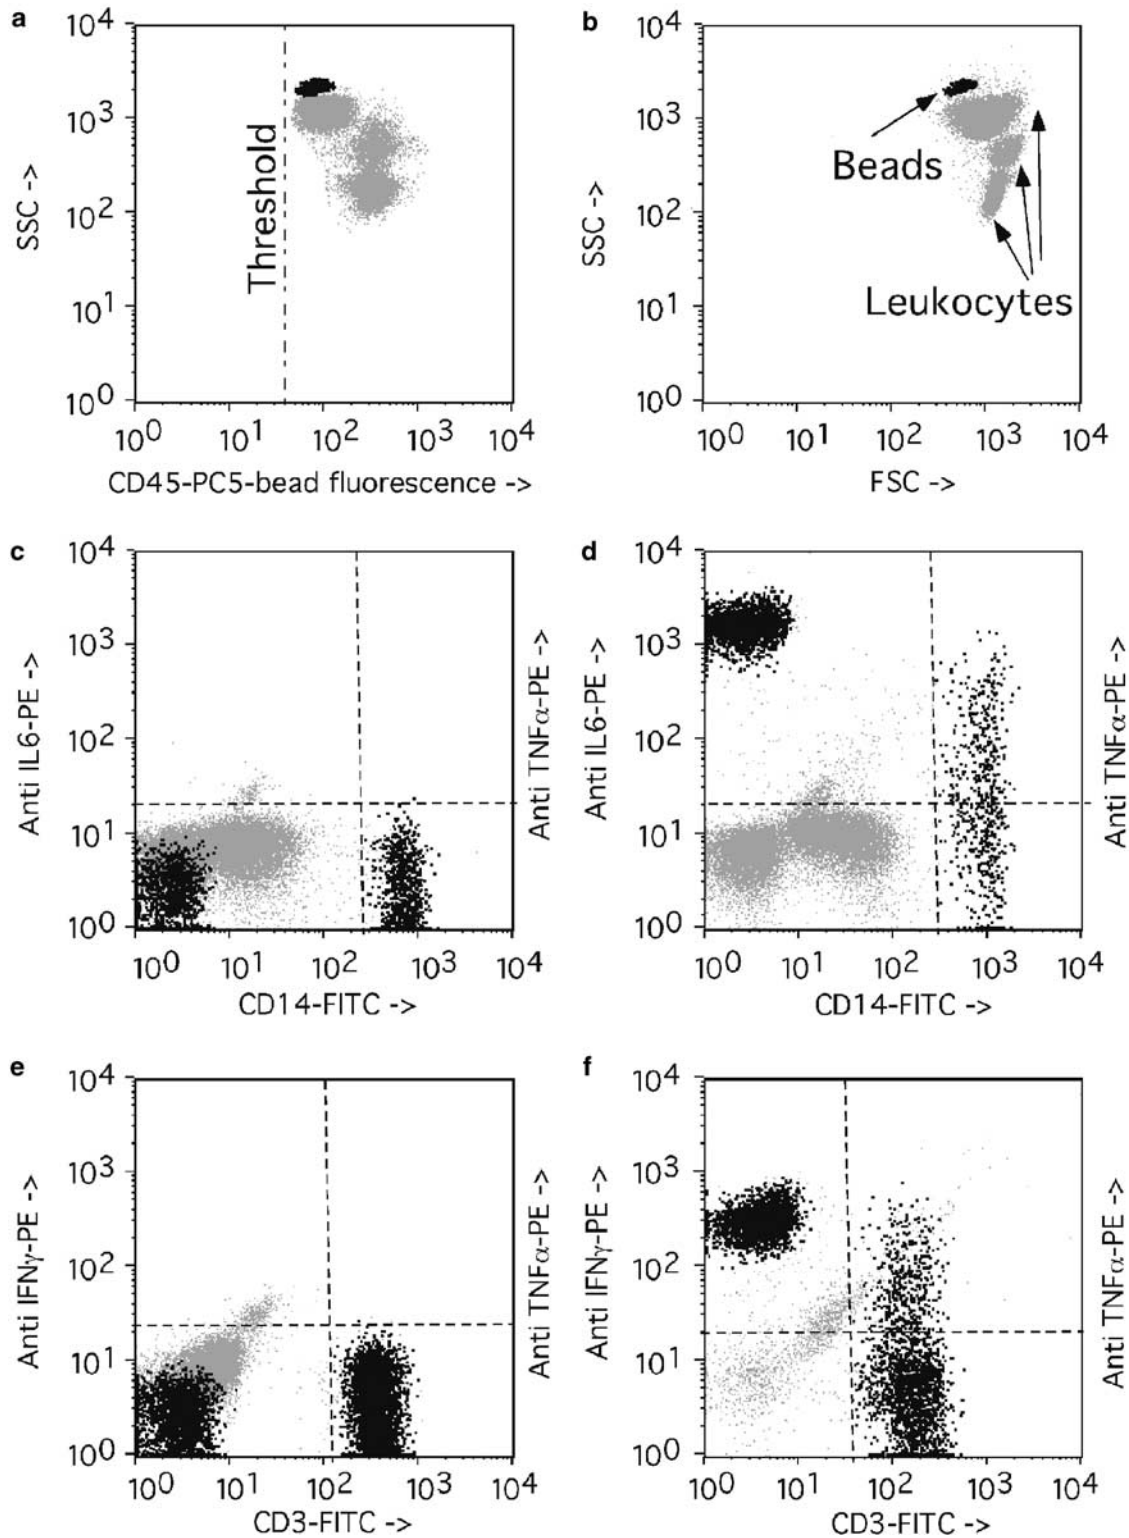 a
10⁴
10³
10²
10¹
10⁰
SSC ->
Threshold
10⁰ 10¹ 10² 10³ 10⁴
CD45-PC5-bead fluorescence ->
b
10⁴
10³
10²
10¹
10⁰
SSC ->
Beads
Leukocytes
10⁰ 10¹ 10² 10³ 10⁴
FSC ->
c
10⁴
10³
10²
10¹
10⁰
Anti IL6-PE ->
Anti TNFα-PE ->
10⁰ 10¹ 10² 10³ 10⁴
CD14-FITC ->
d
10⁴
10³
10²
10¹
10⁰
Anti IL6-PE ->
Anti TNFα-PE ->
10⁰ 10¹ 10² 10³ 10⁴
CD14-FITC ->
e
10⁴
10³
10²
10¹
10⁰
Anti IFNγ-PE ->
Anti TNFα-PE ->
10⁰ 10¹ 10² 10³ 10⁴
CD3-FITC ->
f
10⁴
10³
10²
10¹
10⁰
Anti IFNγ-PE ->
Anti TNFα-PE ->
10⁰ 10¹ 10² 10³ 10⁴
CD3-FITC ->